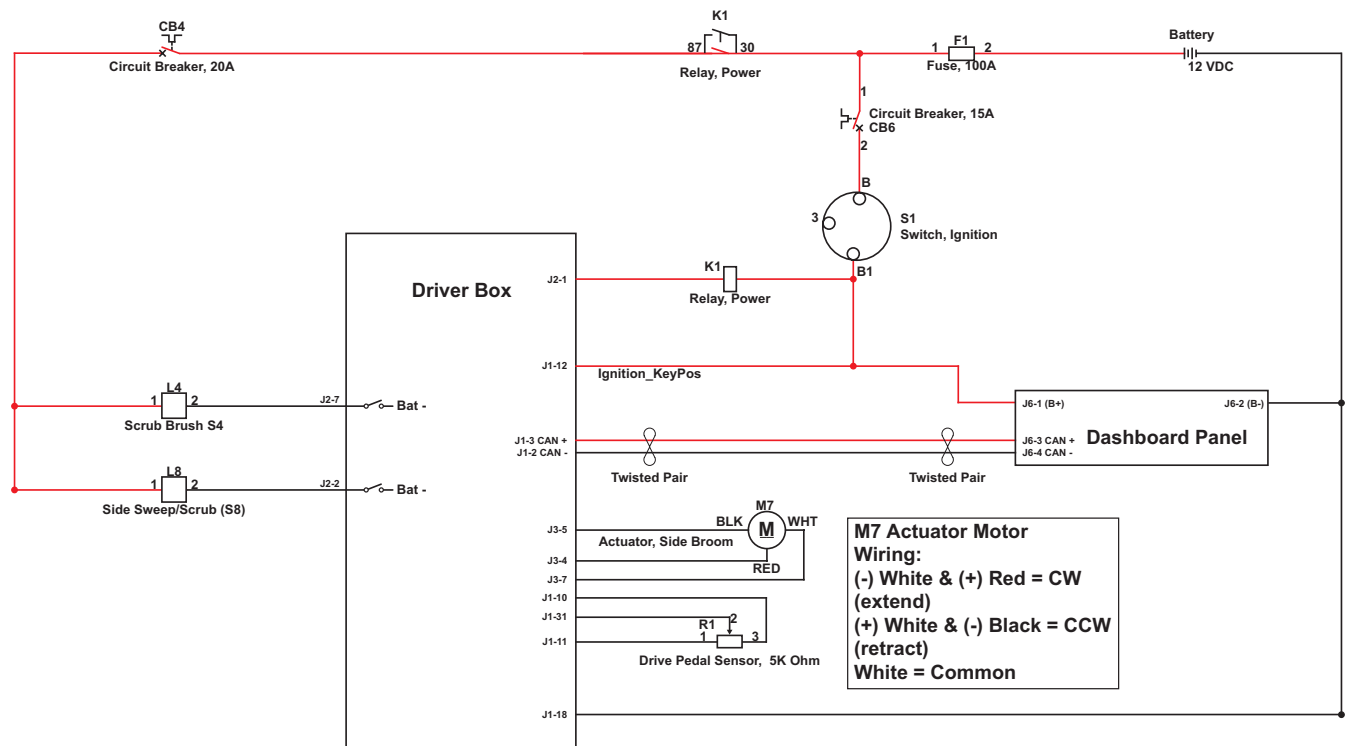 CB4
Circuit Breaker, 20A
K1
87 30
Relay, Power
1 F1 2
Fuse, 100A
Battery
12 VDC
1
Circuit Breaker, 15A
CB6
2
B
3
S1
Switch, Ignition
B1
Driver Box
J2-1
K1
Relay, Power
J1-12
Ignition_KeyPos
L4
1 2
Scrub Brush S4
J2-7
Bat -
J6-1 (B+)
J6-2 (B-)
Dashboard Panel
J1-3 CAN +
J1-2 CAN -
J6-3 CAN +
J6-4 CAN -
Twisted Pair
Twisted Pair
L8
1 2
Side Sweep/Scrub (S8)
J2-2
Bat -
M7
BLK M WHT
J3-5
Actuator, Side Broom
J3-4
RED
J3-7
J1-10
J1-31
R1 2
J1-11
1 3
Drive Pedal Sensor, 5K Ohm
J1-18
M7 Actuator Motor
Wiring:
(-) White & (+) Red = CW
(extend)
(+) White & (-) Black = CCW
(retract)
White = Common